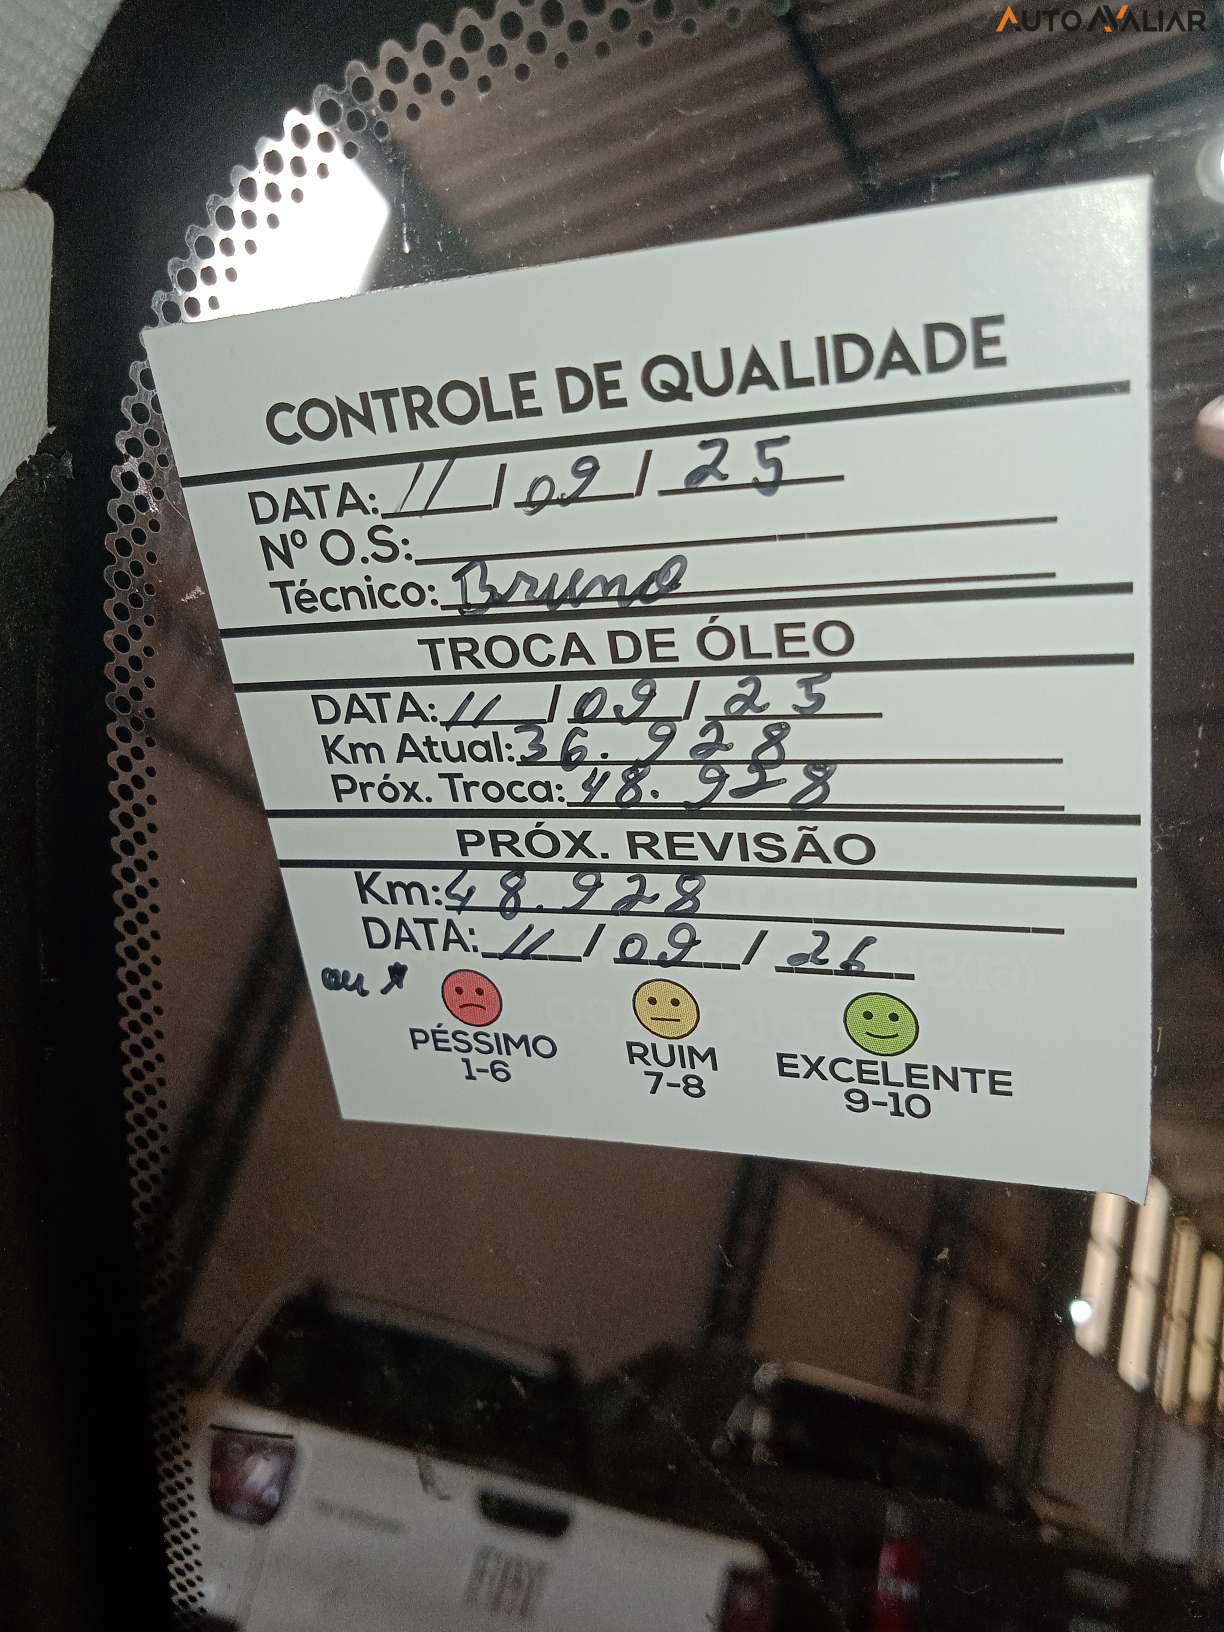 AUTOAVALIAR
CONTROLE DE QUALIDADE
DATA: 11 / 09 / 25
Nº O.S:
Técnico: Bruno
TROCA DE ÓLEO
DATA: 11 / 09 / 25
Km Atual: 36.928
Próx. Troca: 48.928
PRÓX. REVISÃO
Km: 48.928
DATA: 11 / 09 / 26
ou
PÉSSIMO RUIM EXCELENTE
1-6 7-8 9-10
FIAT